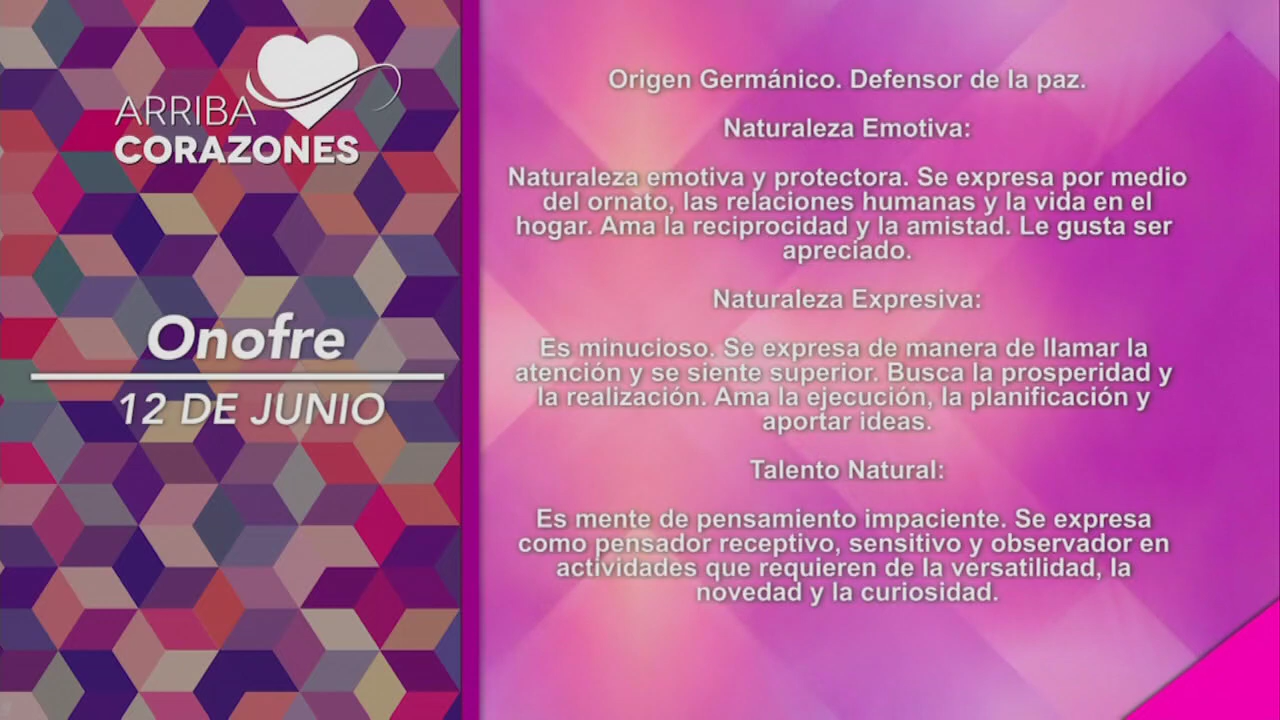 ARRIBA
CORAZONES
Onofre
12 DE JUNIO
Origen Germánico. Defensor de la paz.
Naturaleza Emotiva:
Naturaleza emotiva y protectora. Se expresa por medio
del ornato, las relaciones humanas y la vida en el
hogar. Ama la reciprocidad y la amistad. Le gusta ser
apreciado.
Naturaleza Expresiva:
Es minucioso. Se expresa de manera de llamar la
atención y se siente superior. Busca la prosperidad y
la realización. Ama la ejecución, la planificación y
aportar ideas.
Talento Natural:
Es mente de pensamiento impaciente. Se expresa
como pensador receptivo, sensitivo y observador en
actividades que requieren de la versatilidad, la
novedad y la curiosidad.